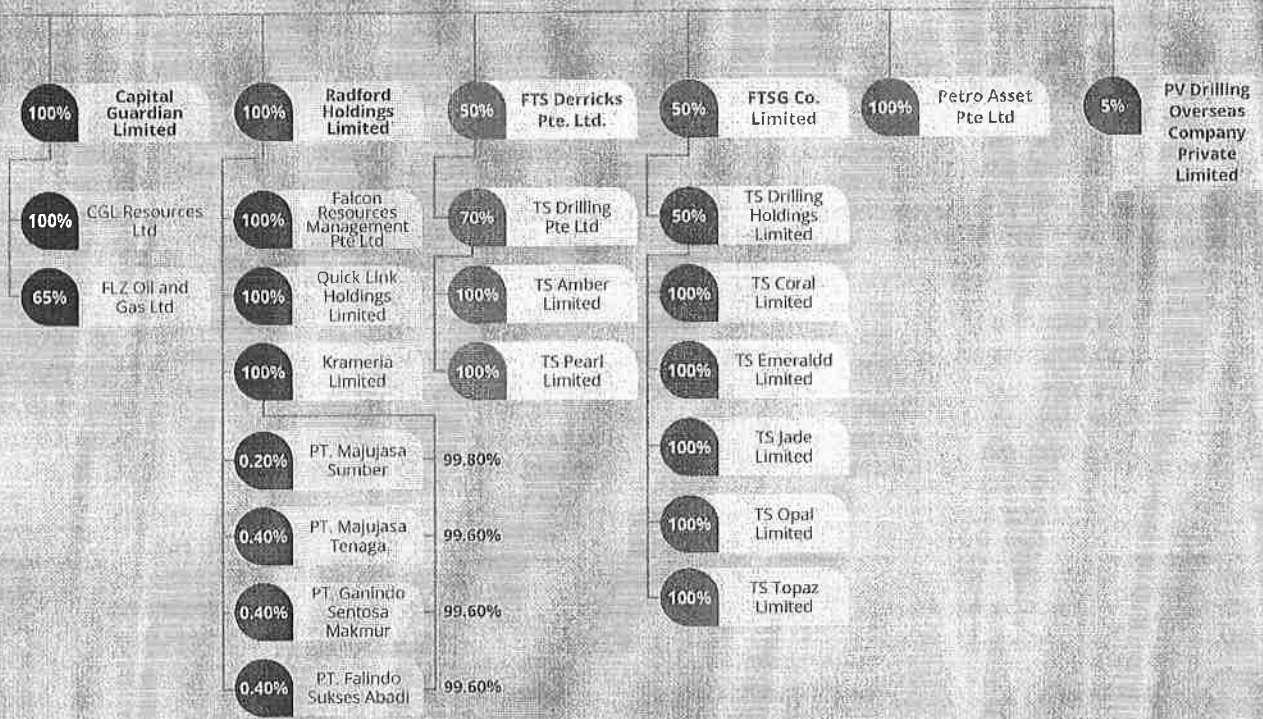 100%
Capital
Guardian
Limited
100%
CGL Resources
Ltd
65%
FLZ Oil and
Gas Ltd
100%
Radford
Holdings
Limited
100%
Falcon
Resources
Management
Pte Ltd
100%
Quick Link
Holdings
Limited
100%
Krameria
Limited
0.20%
PT. Majujasa
Sumber
99.80%
0.40%
PT. Majujasa
Tenaga
99.60%
0.40%
PT. Ganindo
Sentosa
Makmur
99.60%
0.40%
PT. Falindo
Sukses Abadi
99.60%
50%
FTS Derricks
Pte. Ltd.
70%
TS Drilling
Pte Ltd
100%
TS Amber
Limited
100%
TS Pearl
Limited
50%
FTSG Co.
Limited
50%
TS Drilling
Holdings
Limited
100%
TS Coral
Limited
100%
TS Emeraldd
Limited
100%
TS Jade
Limited
100%
TS Opal
Limited
100%
TS Topaz
Limited
100%
Petro Asset
Pte Ltd
5%
PV Drilling
Overseas
Company
Private
Limited